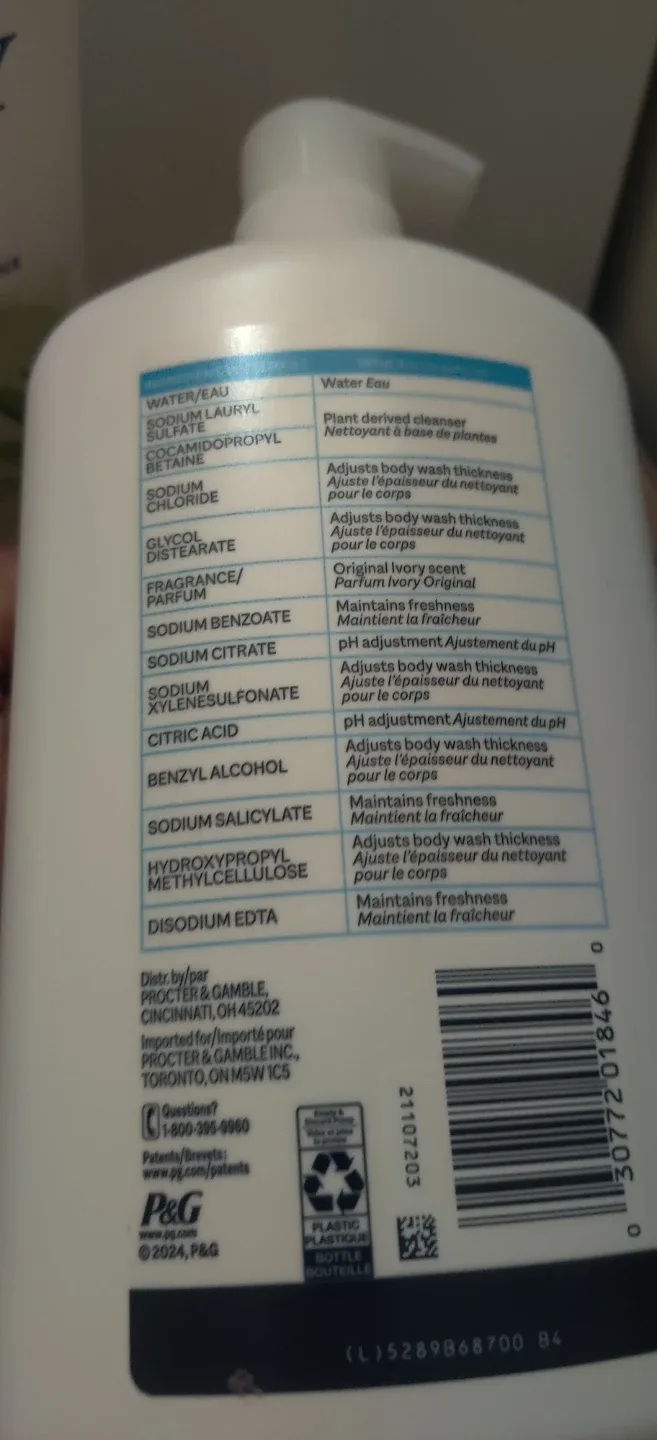 WATER/EAU
Water Eau
SODIUM LAURYL
SULFATE
COCAMIDOPROPYL
BETAINE
Plant derived cleanser
Nettoyant à base de plantes
SODIUM
CHLORIDE
Adjusts body wash thickness
Ajuste l'épaisseur du nettoyant
pour le corps
GLYCOL
DISTEARATE
Adjusts body wash thickness
Ajuste l'épaisseur du nettoyant
pour le corps
FRAGRANCE/
PARFUM
Original Ivory scent
Parfum Ivory Original
SODIUM BENZOATE
Maintains freshness
Maintient la fraîcheur
SODIUM CITRATE
pH adjustment Ajustement du pH
SODIUM
XYLENESULFONATE
Adjusts body wash thickness
Ajuste l'épaisseur du nettoyant
pour le corps
CITRIC ACID
pH adjustment Ajustement du pH
BENZYL ALCOHOL
Adjusts body wash thickness
Ajuste l'épaisseur du nettoyant
pour le corps
SODIUM SALICYLATE
Maintains freshness
Maintient la fraîcheur
HYDROXYPROPYL
METHYLCELLULOSE
Adjusts body wash thickness
Ajuste l'épaisseur du nettoyant
pour le corps
DISODIUM EDTA
Maintains freshness
Maintient la fraîcheur
Distr. by/par
PROCTER & GAMBLE,
CINCINNATI, OH 45202
Imported for/Importé pour
PROCTER & GAMBLE INC.,
TORONTO, ON M5W 1C5
Questions?
1-800-395-9960
Patents/Brevets:
www.pg.com/patents
P&G
www.pg.com
© 2024, P&G
PLASTIC
PLASTIQUE
BOTTLE
BOUTEILLE
21107203
0 30772 01846 0
(L)5289B68700 B4